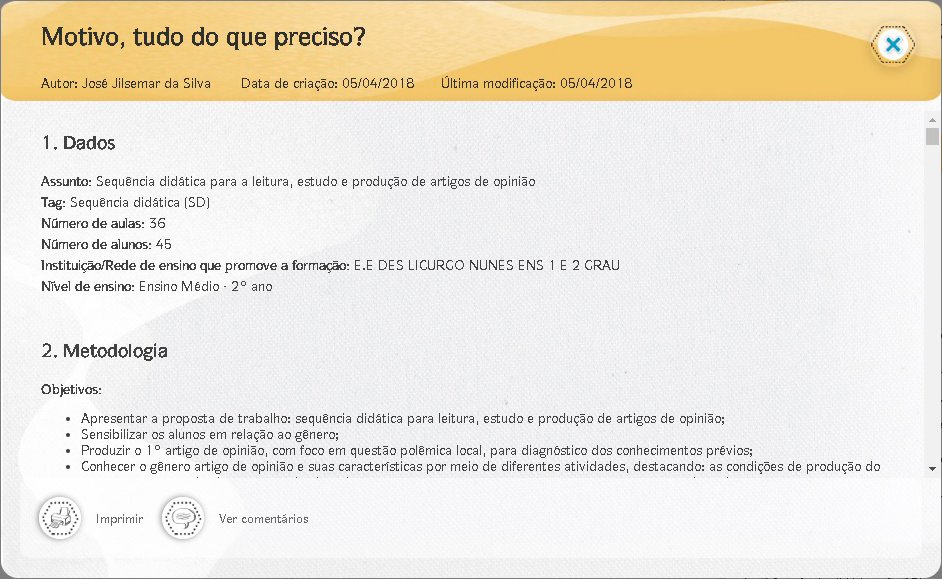 Motivo, tudo do que preciso?
Autor: José Jilsemar da Silva Data de criação: 05/04/2018 Última modificação: 05/04/2018
1. Dados
Assunto: Sequência didática para a leitura, estudo e produção de artigos de opinião
Tag: Sequência didática (SD)
Número de aulas: 36
Número de alunos: 45
Instituição/Rede de ensino que promove a formação: E.E DES LICURGO NUNES ENS 1 E 2 GRAU
Nível de ensino: Ensino Médio - 2º ano
2. Metodologia
Objetivos:
• Apresentar a proposta de trabalho: sequência didática para leitura, estudo e produção de artigos de opinião;
• Sensibilizar os alunos em relação ao gênero;
• Produzir o 1º artigo de opinião, com foco em questão polêmica local, para diagnóstico dos conhecimentos prévios;
• Conhecer o gênero artigo de opinião e suas características por meio de diferentes atividades, destacando: as condições de produção do
Imprimir Ver comentários